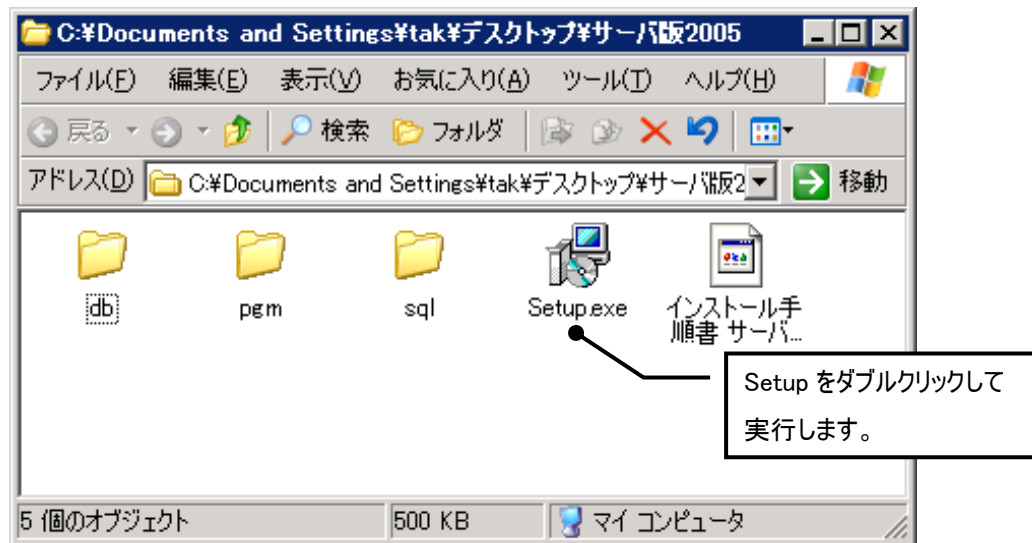 C:¥Documents and Settings¥tak¥デスクトップ¥サーバ版2005
ファイル(F) 編集(E) 表示(V) お気に入り(A) ツール(T) ヘルプ(H)
戻る 検索 フォルダ
アドレス(D) C:¥Documents and Settings¥tak¥デスクトップ¥サーバ版2 移動
db pgm sql Setup.exe インストール手
順書 サーバ...
Setup をダブルクリックして
実行します。
5 個のオブジェクト 500 KB マイ コンピュータ